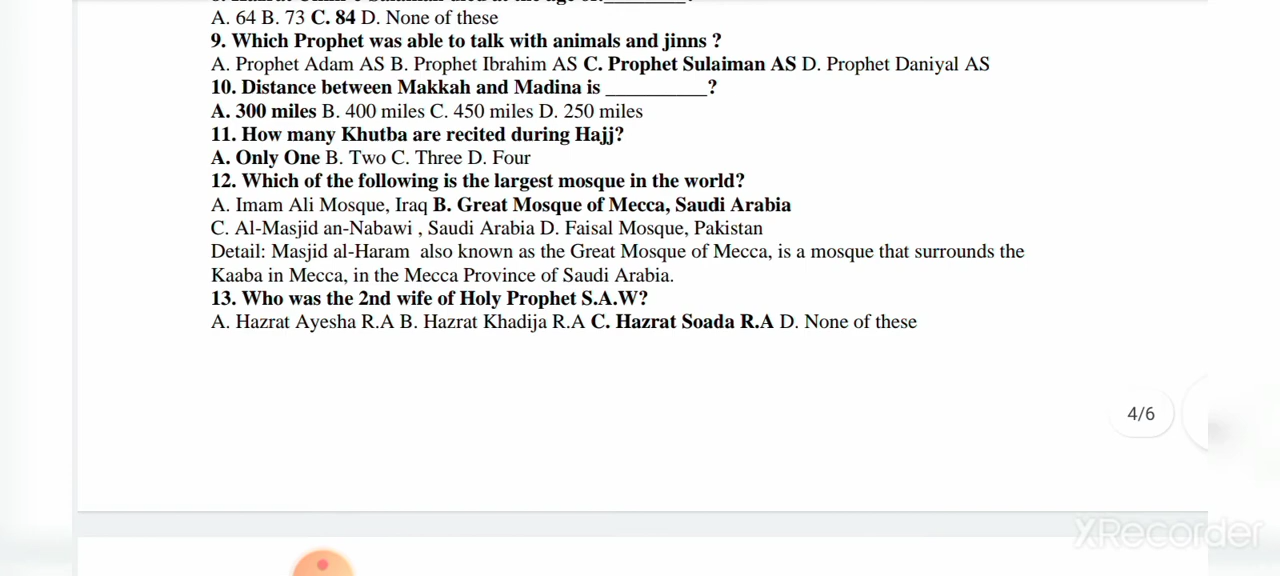 A. 64 B. 73 C. 84 D. None of these
9. Which Prophet was able to talk with animals and jinns ?
A. Prophet Adam AS B. Prophet Ibrahim AS C. Prophet Sulaiman AS D. Prophet Daniyal AS
10. Distance between Makkah and Madina is __________?
A. 300 miles B. 400 miles C. 450 miles D. 250 miles
11. How many Khutba are recited during Hajj?
A. Only One B. Two C. Three D. Four
12. Which of the following is the largest mosque in the world?
A. Imam Ali Mosque, Iraq B. Great Mosque of Mecca, Saudi Arabia
C. Al-Masjid an-Nabawi , Saudi Arabia D. Faisal Mosque, Pakistan
Detail: Masjid al-Haram also known as the Great Mosque of Mecca, is a mosque that surrounds the
Kaaba in Mecca, in the Mecca Province of Saudi Arabia.
13. Who was the 2nd wife of Holy Prophet S.A.W?
A. Hazrat Ayesha R.A B. Hazrat Khadija R.A C. Hazrat Soada R.A D. None of these
4/6
XRecorder